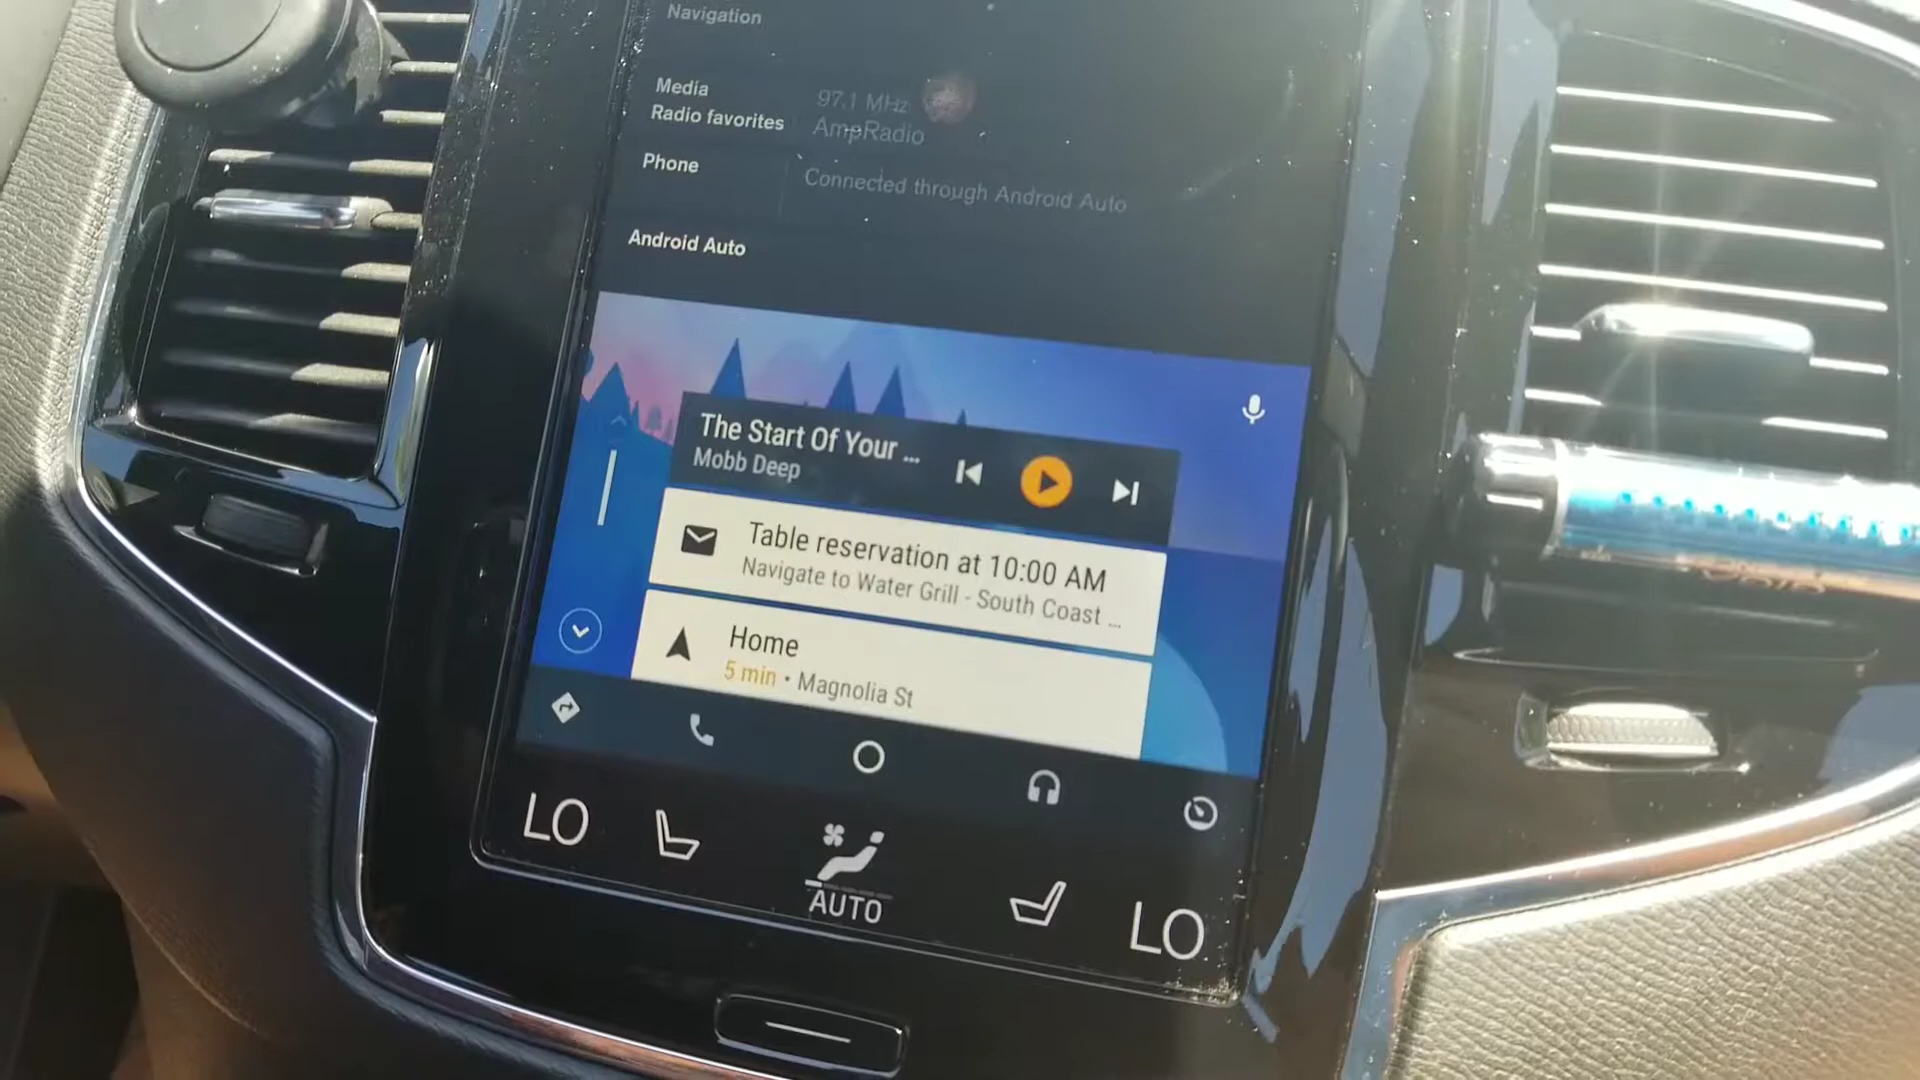 Navigation
Media
Radio favorites
97.1 MHz
AmpRadio
Phone
Connected through Android Auto
Android Auto
The Start Of Your ...
Mobb Deep
Table reservation at 10:00 AM
Navigate to Water Grill - South Coast ...
Home
5 min • Magnolia St
LO
AUTO
LO